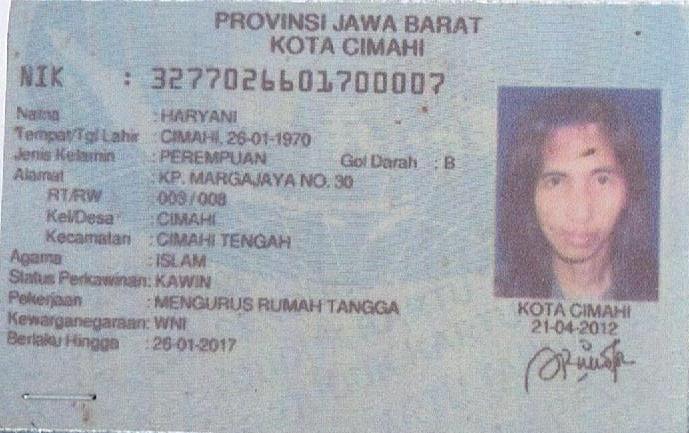 PROVINSI JAWA BARAT
KOTA CIMAHI
NIK : 3277026601700007
Nama : HARYANI
Tempat/Tgl Lahir : CIMAHI, 26-01-1970
Jenis Kelamin : PEREMPUAN Gol Darah : B
Alamat : KP. MARGAJAYA NO. 30
RT/RW : 003 / 008
Kel/Desa : CIMAHI
Kecamatan : CIMAHI TENGAH
Agama : ISLAM
Status Perkawinan: KAWIN
Pekerjaan : MENGURUS RUMAH TANGGA
Kewarganegaraan: WNI
Berlaku Hingga : 26-01-2017
KOTA CIMAHI
21-04-2012